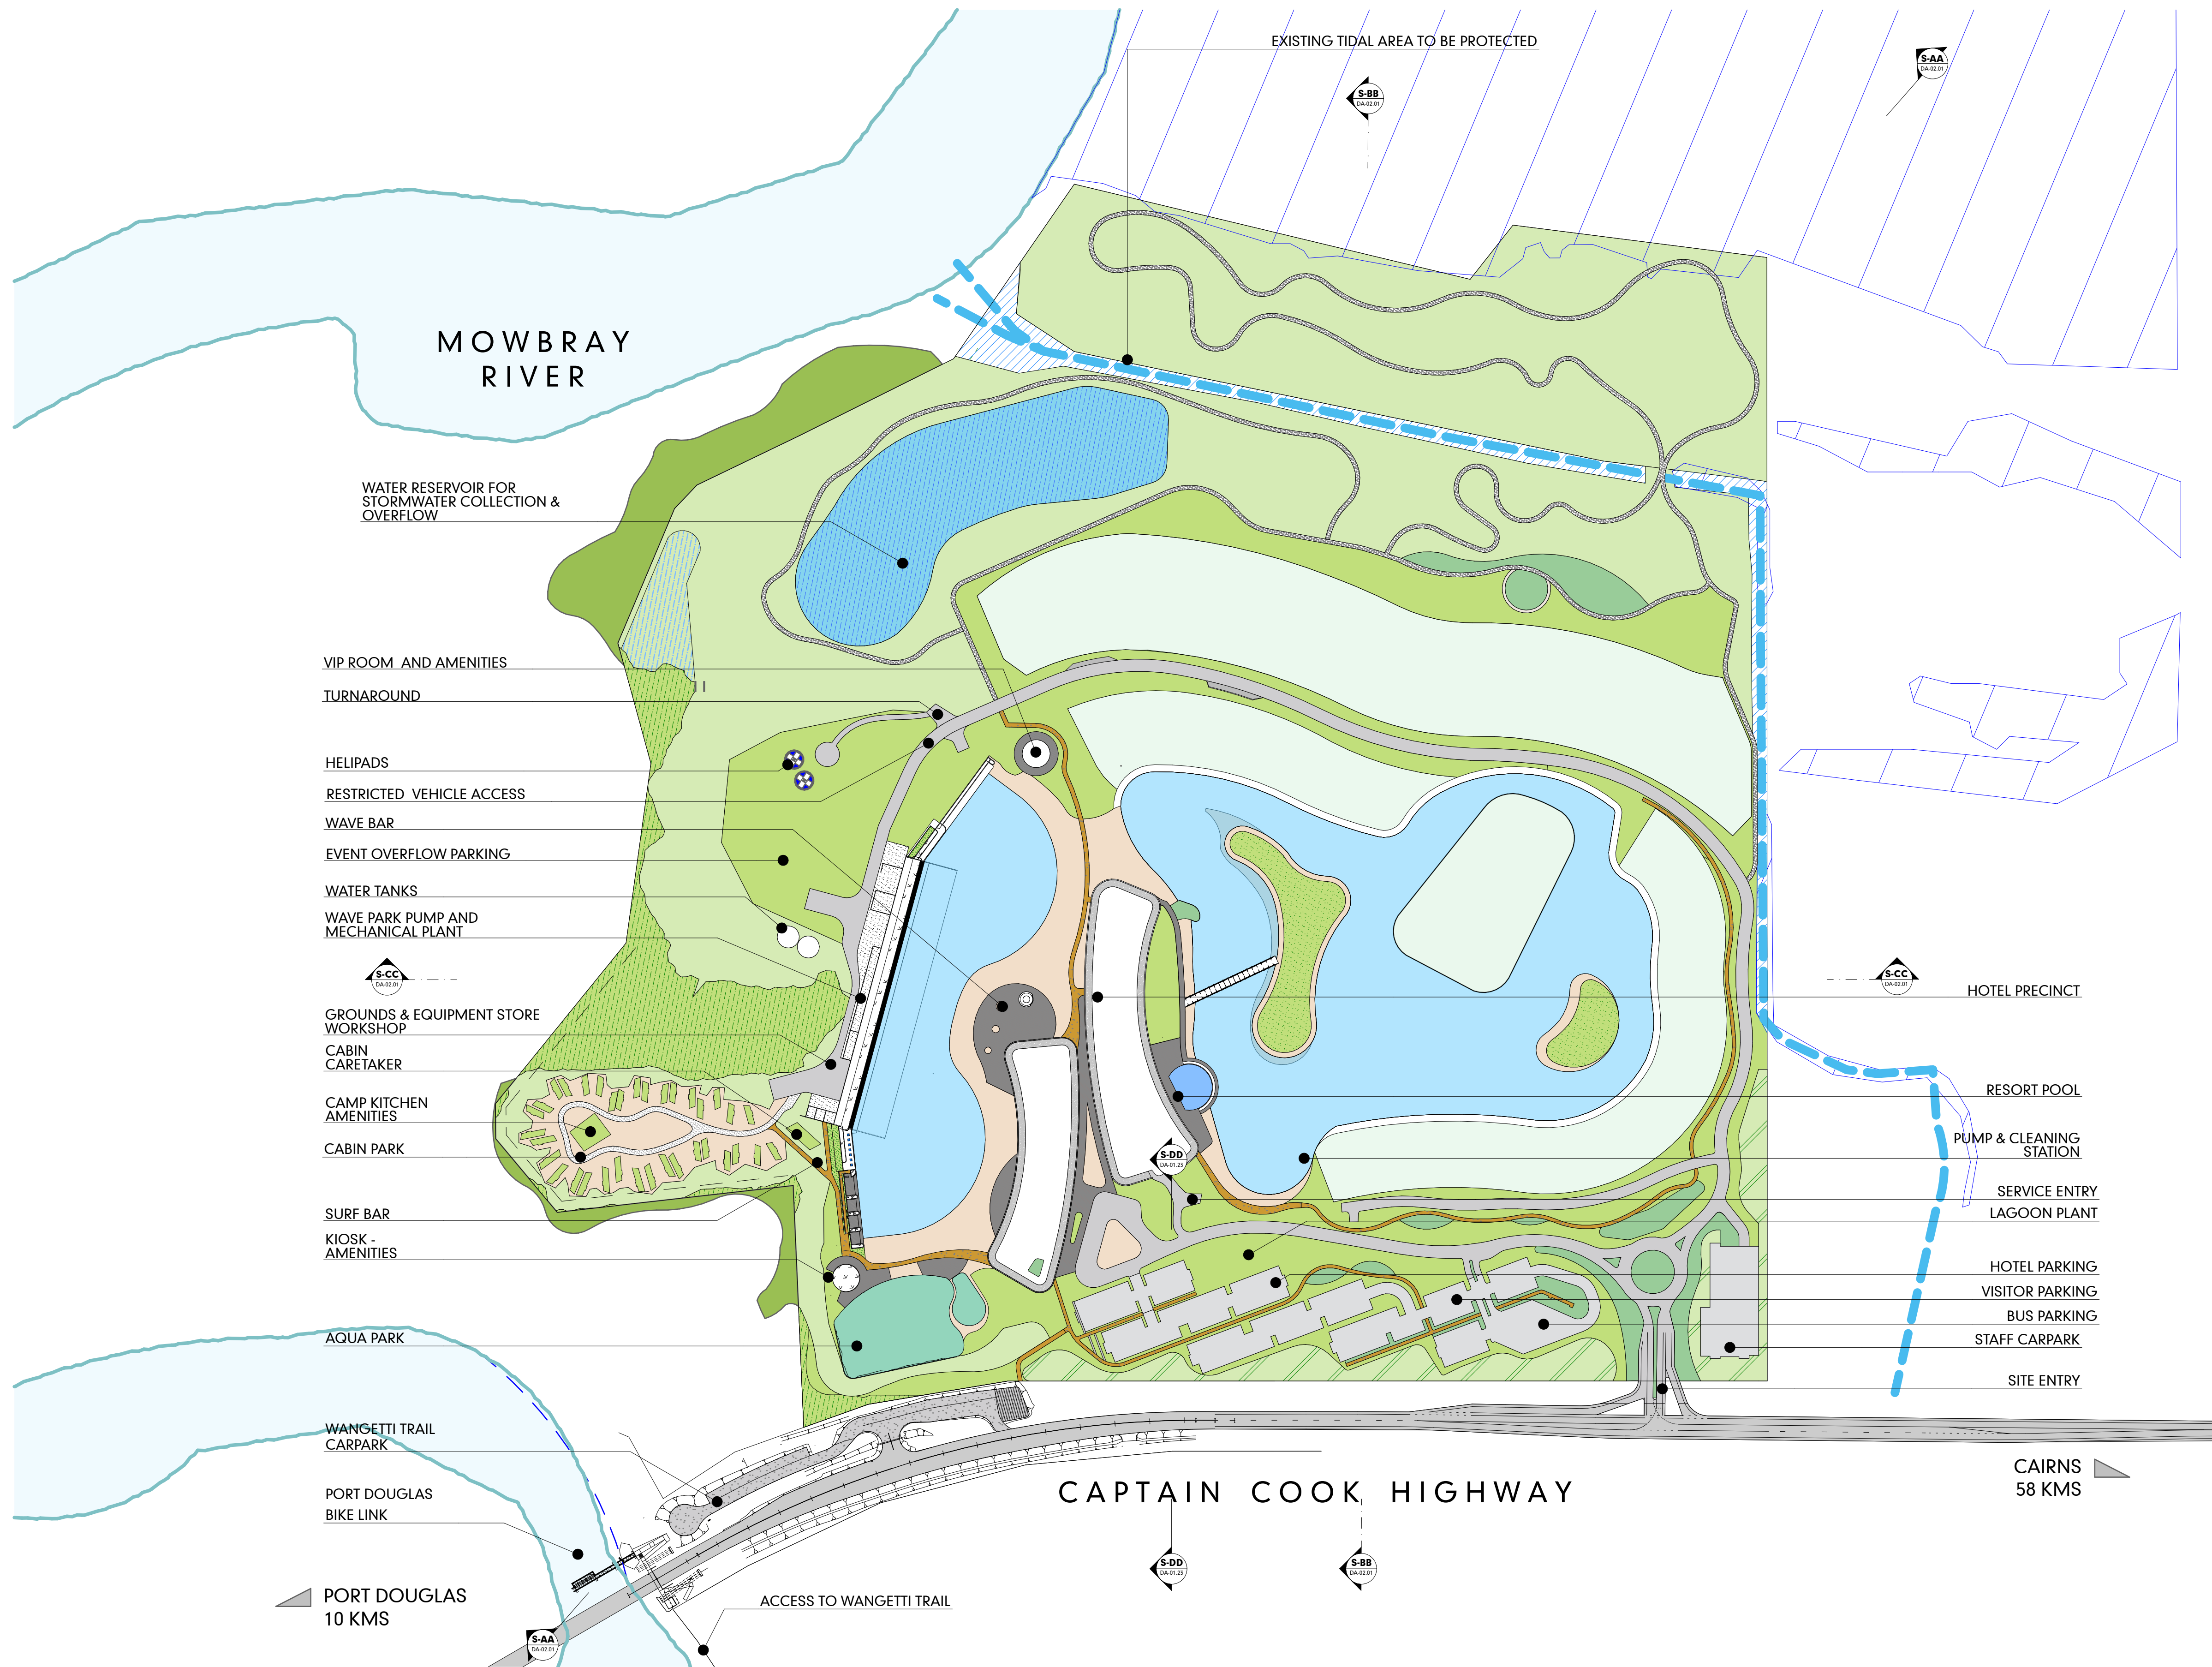 EXISTING TIDAL AREA TO BE PROTECTED
S-AA
DA-02.01
S-BB
DA-02.01
MOWBRAY
RIVER
WATER RESERVOIR FOR
STORMWATER COLLECTION &
OVERFLOW
VIP ROOM AND AMENITIES
TURNAROUND
HELIPADS
RESTRICTED VEHICLE ACCESS
WAVE BAR
EVENT OVERFLOW PARKING
WATER TANKS
WAVE PARK PUMP AND
MECHANICAL PLANT
S-CC
DA-02.01
GROUNDS & EQUIPMENT STORE
WORKSHOP
CABIN
CARETAKER
CAMP KITCHEN
AMENITIES
CABIN PARK
SURF BAR
KIOSK -
AMENITIES
AQUA PARK
WANGETTI TRAIL
CARPARK
PORT DOUGLAS
BIKE LINK
PORT DOUGLAS
10 KMS
S-AA
DA-02.01
ACCESS TO WANGETTI TRAIL
S-CC
DA-02.01
HOTEL PRECINCT
RESORT POOL
PUMP & CLEANING
STATION
S-DD
DA-01.23
SERVICE ENTRY
LAGOON PLANT
HOTEL PARKING
VISITOR PARKING
BUS PARKING
STAFF CARPARK
SITE ENTRY
CAPTAIN COOK HIGHWAY
CAIRNS
58 KMS
S-DD
DA-01.23
S-BB
DA-02.01